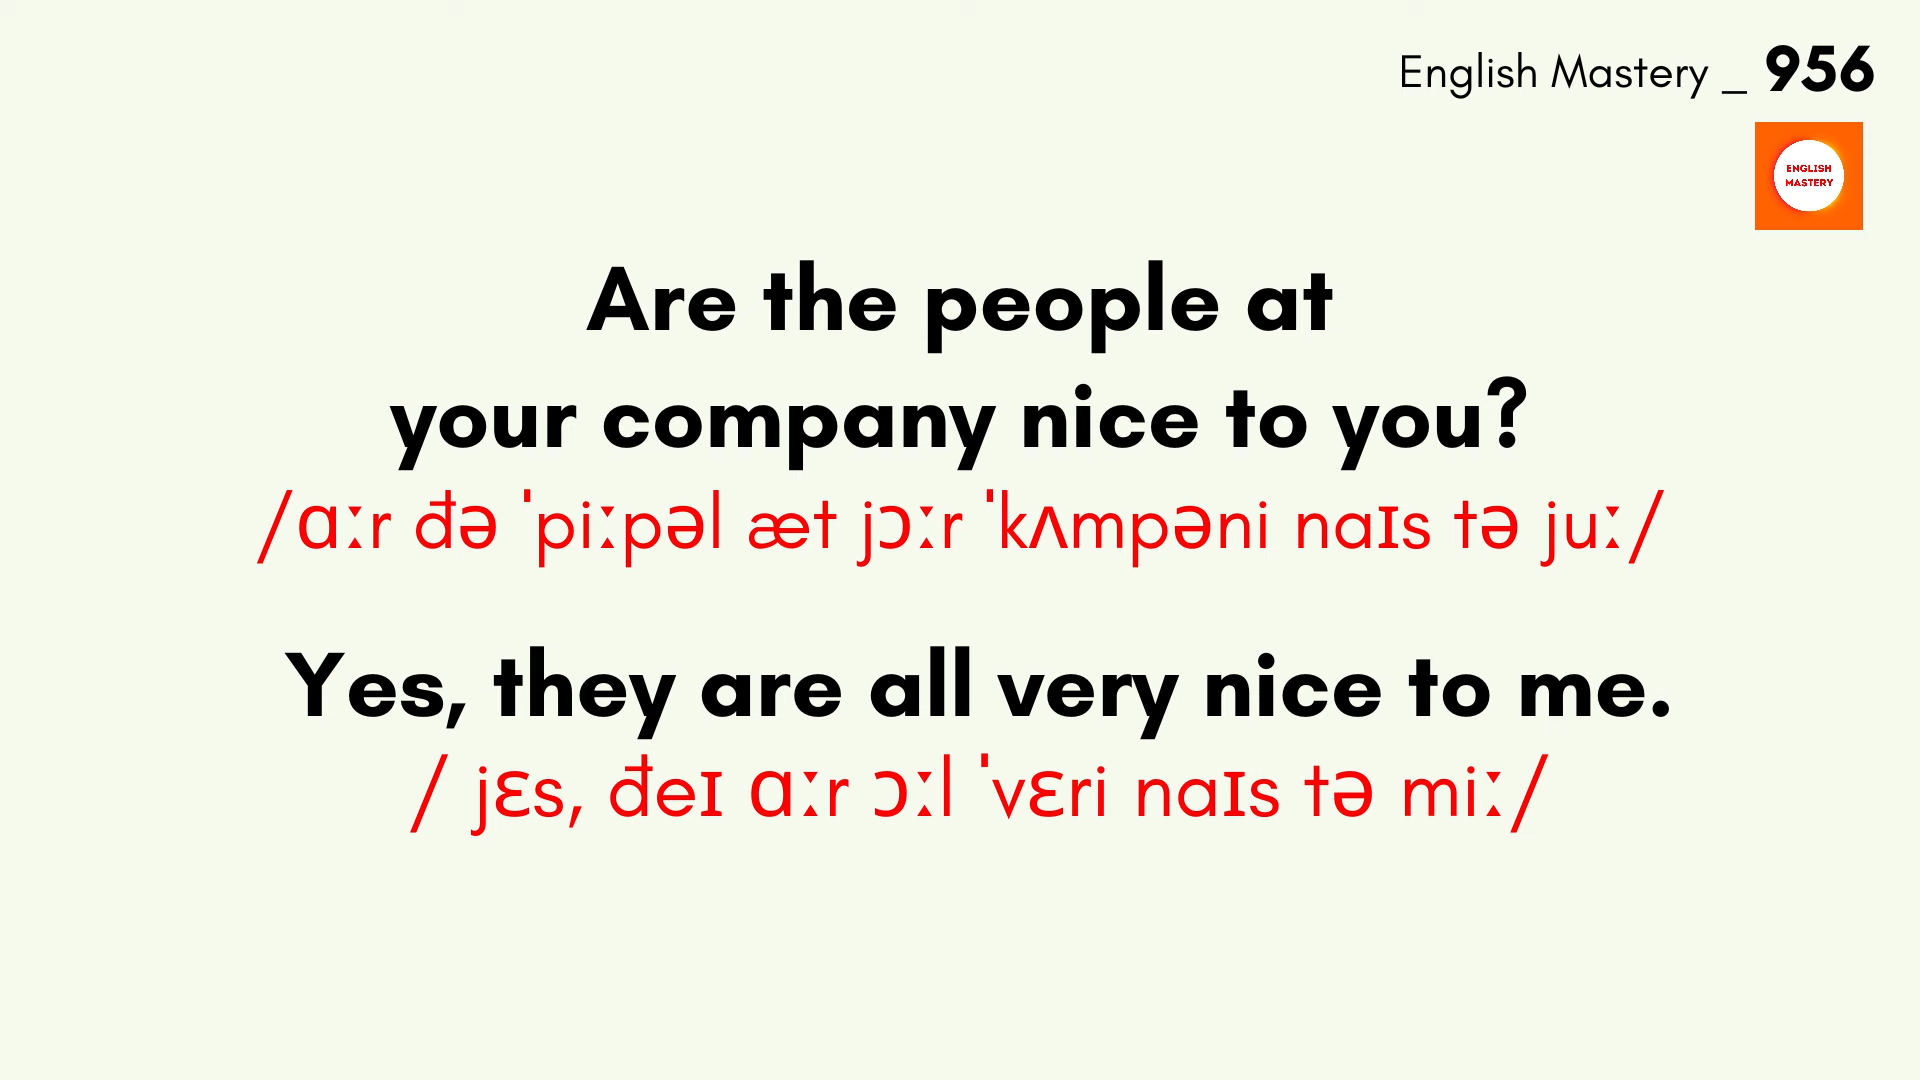 English Mastery _ 956
ENGLISH
MASTERY
Are the people at
your company nice to you?
/ɑːr đə ˈpiːpəl æt jɔːr ˈkʌmpəni naɪs tə juː/
Yes, they are all very nice to me.
/ jɛs, đeɪ ɑːr ɔːl ˈvɛri naɪs tə miː/